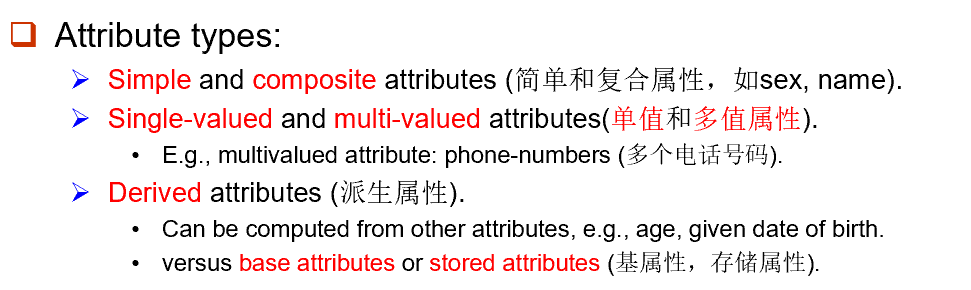 Attribute types:
Simple and composite attributes (简单和复合属性，如sex, name).
Single-valued and multi-valued attributes(单值和多值属性).
• E.g., multivalued attribute: phone-numbers (多个电话号码).
Derived attributes (派生属性).
• Can be computed from other attributes, e.g., age, given date of birth.
• versus base attributes or stored attributes (基属性，存储属性).